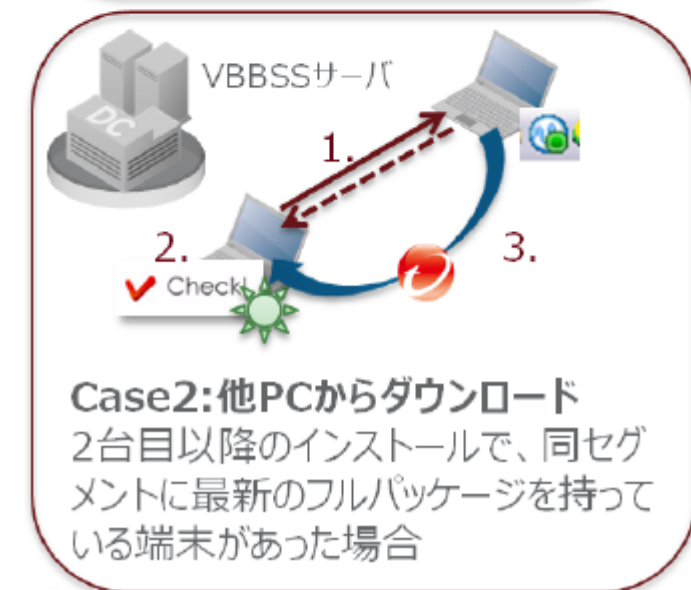 VBBSSサーバ
DC
1.
2.
Check!
3.
Case2:他PCからダウンロード
2台目以降のインストールで、同セグ
メントに最新のフルパッケージを持って
いる端末があった場合